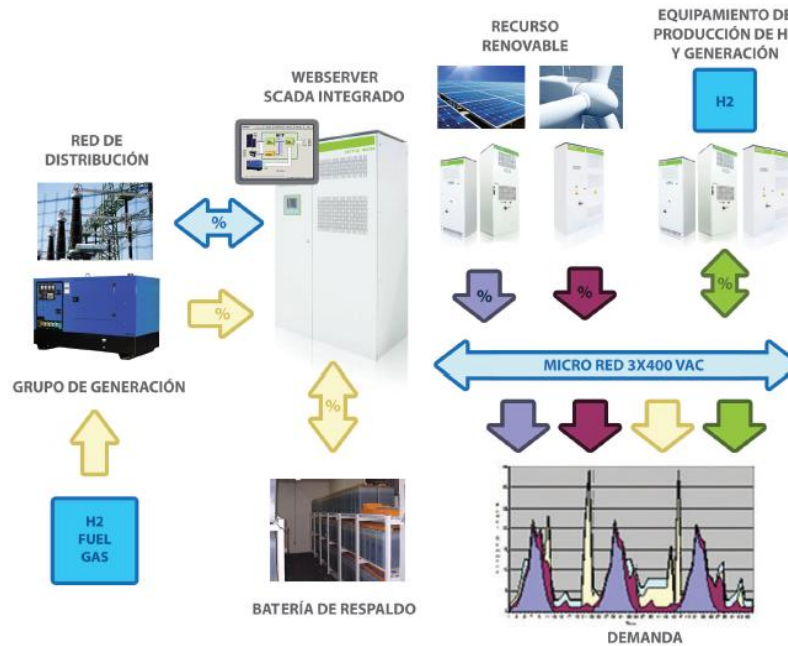 EQUIPAMIENTO DE
PRODUCCIÓN DE H
Y GENERACIÓN
RECURSO
RENOVABLE
WEBSERVER
SCADA INTEGRADO
H2
RED DE
DISTRIBUCIÓN
%
%
%
%
%
%
MICRO RED 3X400 VAC
GRUPO DE GENERACIÓN
H2
FUEL
GAS
BATERÍA DE RESPALDO
DEMANDA